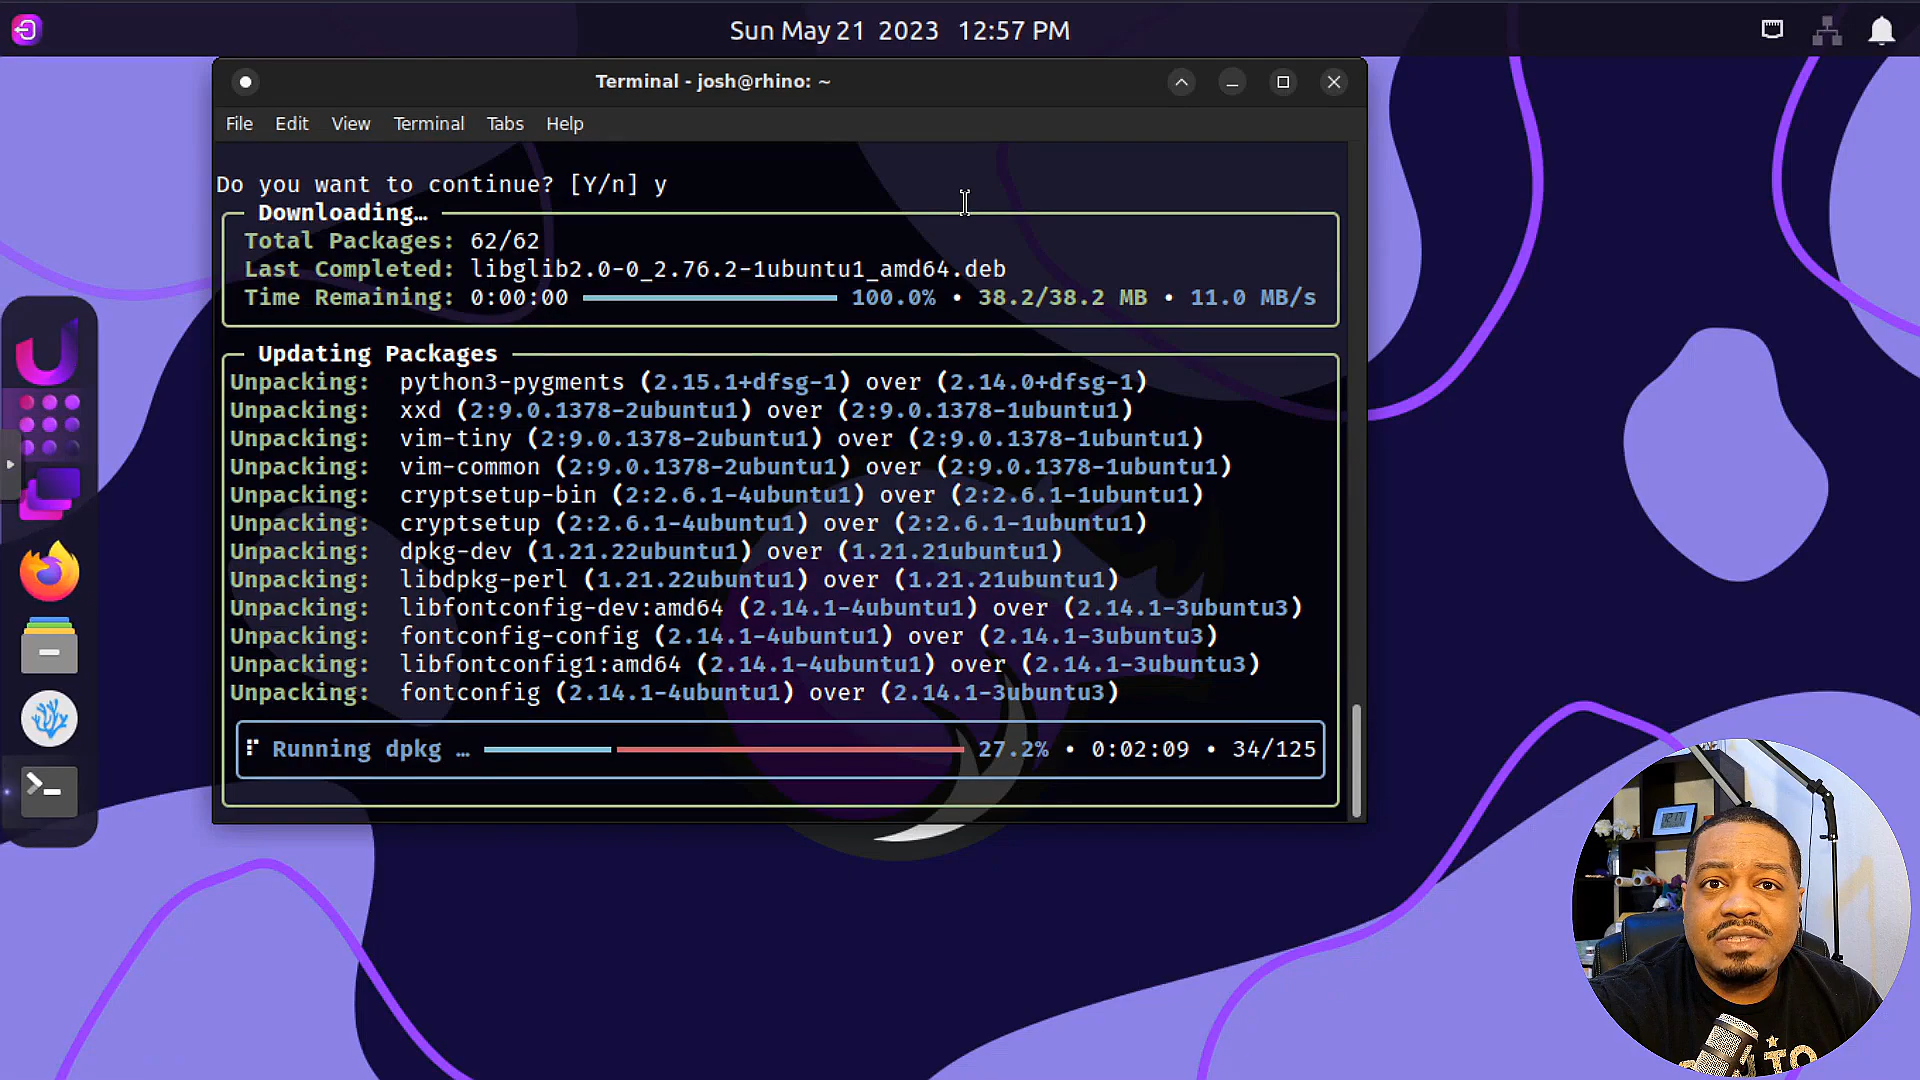 Sun May 21 2023 12:57 PM
Terminal - josh@rhino: ~
File Edit View Terminal Tabs Help
Do you want to continue? [Y/n] y
Downloading…
Total Packages: 62/62
Last Completed: libglib2.0-0_2.76.2-1ubuntu1_amd64.deb
Time Remaining: 0:00:00 100.0% • 38.2/38.2 MB • 11.0 MB/s
Updating Packages
Unpacking: python3-pygments (2.15.1+dfsg-1) over (2.14.0+dfsg-1)
Unpacking: xxd (2:9.0.1378-2ubuntu1) over (2:9.0.1378-1ubuntu1)
Unpacking: vim-tiny (2:9.0.1378-2ubuntu1) over (2:9.0.1378-1ubuntu1)
Unpacking: vim-common (2:9.0.1378-2ubuntu1) over (2:9.0.1378-1ubuntu1)
Unpacking: cryptsetup-bin (2:2.6.1-4ubuntu1) over (2:2.6.1-1ubuntu1)
Unpacking: cryptsetup (2:2.6.1-4ubuntu1) over (2:2.6.1-1ubuntu1)
Unpacking: dpkg-dev (1.21.22ubuntu1) over (1.21.21ubuntu1)
Unpacking: libdpkg-perl (1.21.22ubuntu1) over (1.21.21ubuntu1)
Unpacking: libfontconfig-dev:amd64 (2.14.1-4ubuntu1) over (2.14.1-3ubuntu3)
Unpacking: fontconfig-config (2.14.1-4ubuntu1) over (2.14.1-3ubuntu3)
Unpacking: libfontconfig1:amd64 (2.14.1-4ubuntu1) over (2.14.1-3ubuntu3)
Unpacking: fontconfig (2.14.1-4ubuntu1) over (2.14.1-3ubuntu3)
Running dpkg … 27.2% • 0:02:09 • 34/125